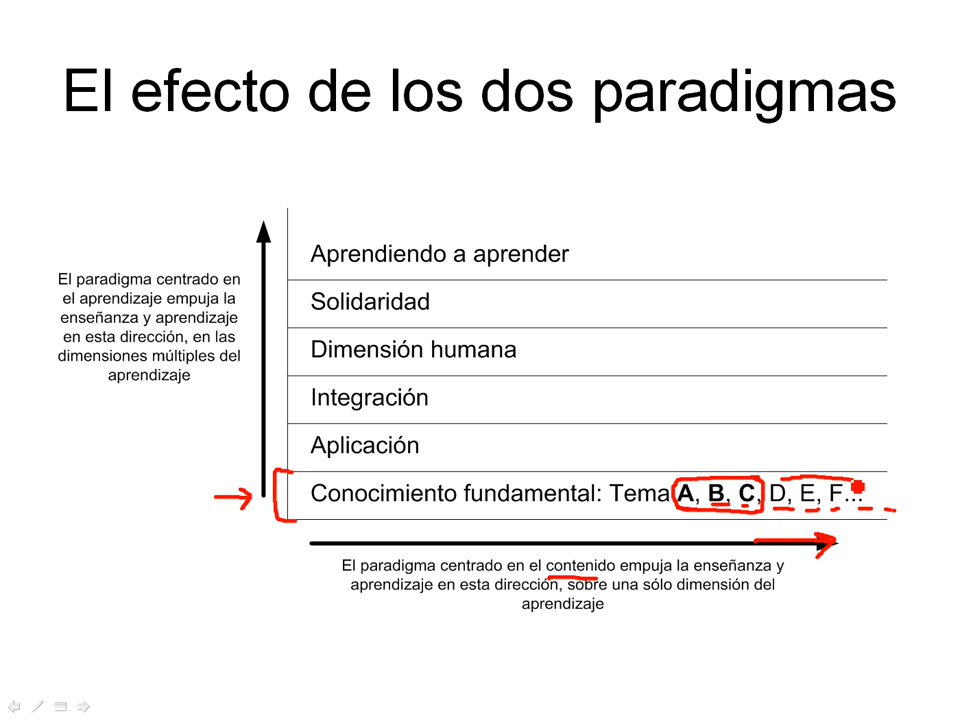 El efecto de los dos paradigmas
El paradigma centrado en
el aprendizaje empuja la
enseñanza y aprendizaje
en esta dirección, en las
dimensiones múltiples del
aprendizaje
Aprendiendo a aprender
Solidaridad
Dimensión humana
Integración
Aplicación
Conocimiento fundamental: Tema A, B, C, D, E, F...
El paradigma centrado en el contenido empuja la enseñanza y
aprendizaje en esta dirección, sobre una sólo dimensión del
aprendizaje